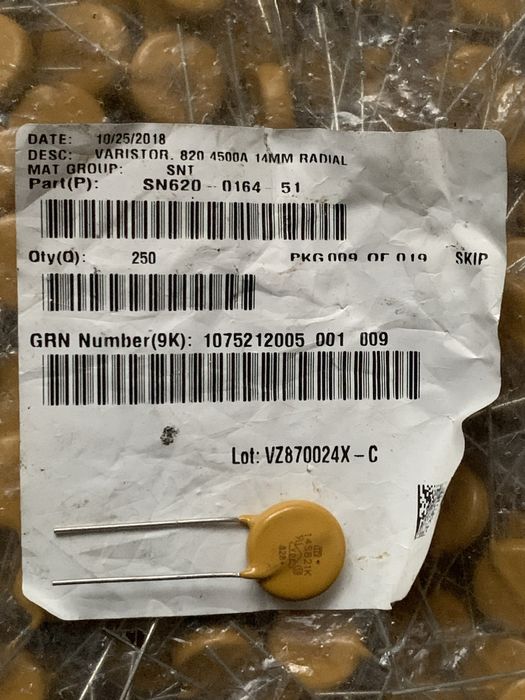 DATE: 10/25/2018
DESC: VARISTOR. 820 4500A 14MM RADIAL
MAT GROUP: SNT
Part(P): SN620-0164-51
Qty(Q): 250 PKG 009 OF 019 SKIP
GRN Number(9K): 1075212005 001 009
Lot: VZ870024X-C
14S821K